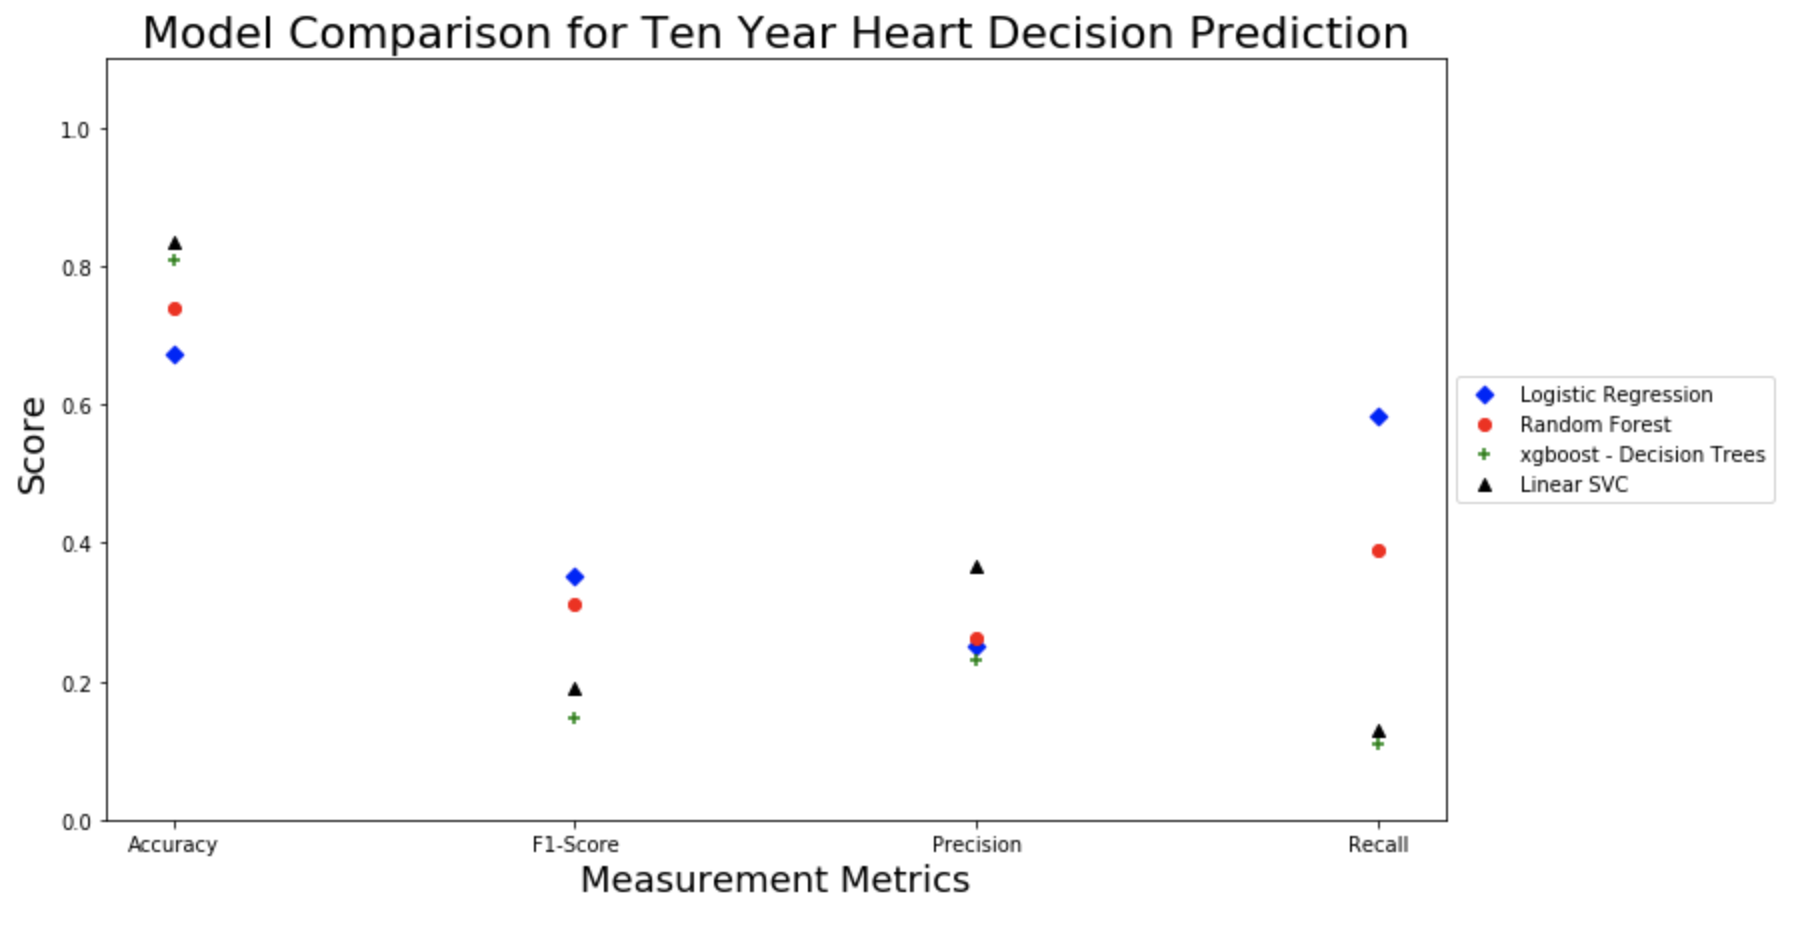 Model Comparison for Ten Year Heart Decision Prediction
1.0
0.8
0.6
0.4
0.2
0.0
Score
Accuracy
F1-Score
Precision
Recall
Measurement Metrics
Logistic Regression
Random Forest
xgboost - Decision Trees
Linear SVC